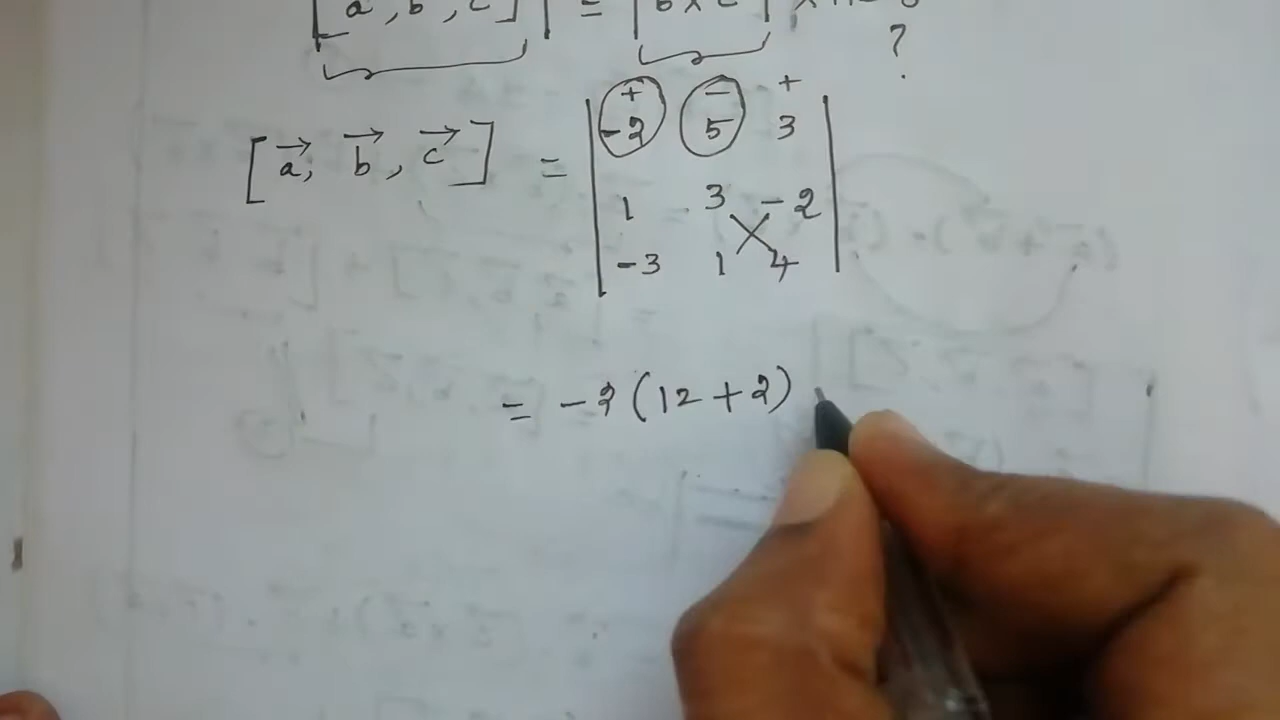 [a, b, c] | = | b × c | ×
?
+ - +
[a⃗, b⃗, c⃗] = | -2 5 3
1 3 -2
-3 1 4 |
= -2 (12 + 2)